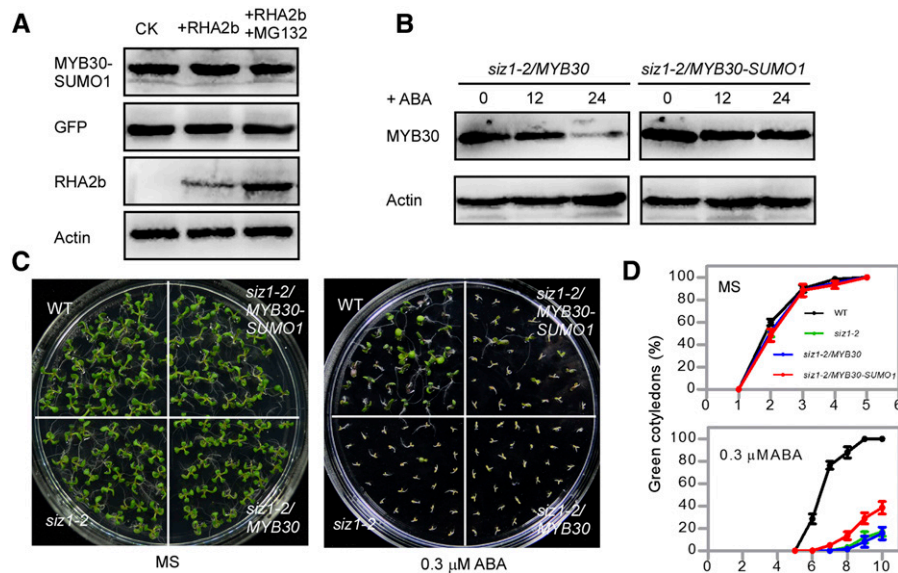 A
CK +RHA2b +RHA2b
+MG132
MYB30-
SUMO1
GFP
RHA2b
Actin
B
siz1-2/MYB30 siz1-2/MYB30-SUMO1
+ ABA 0 12 24 0 12 24
MYB30
Actin
C
WT
siz1-2/
MYB30-
SUMO1
siz1-2
siz1-2/
MYB30
MS
WT
siz1-2/
MYB30-
SUMO1
siz1-2
siz1-2/
MYB30
0.3 µM ABA
D
Green cotyledons (%)
100
80
60
40
20
0
MS
WT
siz1-2
siz1-2/MYB30
siz1-2/MYB30-SUMO1
0 1 2 3 4 5 6
100
80
60
40
20
0
0.3 µM ABA
0 2 4 6 8 10